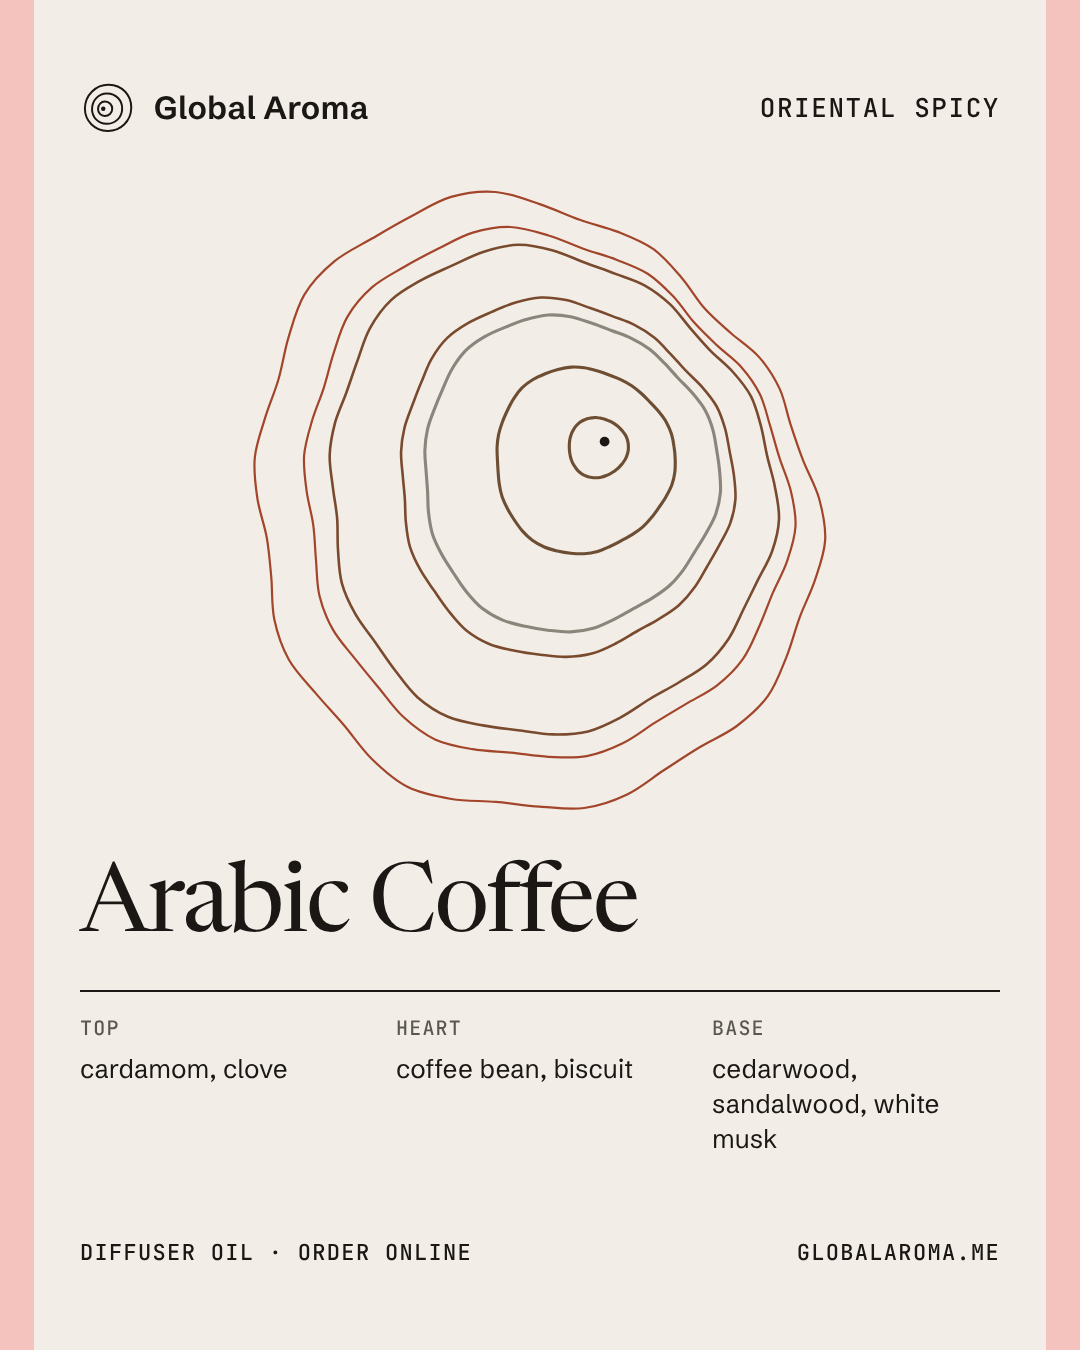 Global Aroma
ORIENTAL SPICY
Arabic Coffee
TOP
cardamom, clove
HEART
coffee bean, biscuit
BASE
cedarwood,
sandalwood, white
musk
DIFFUSER OIL · ORDER ONLINE
GLOBALAROMA.ME